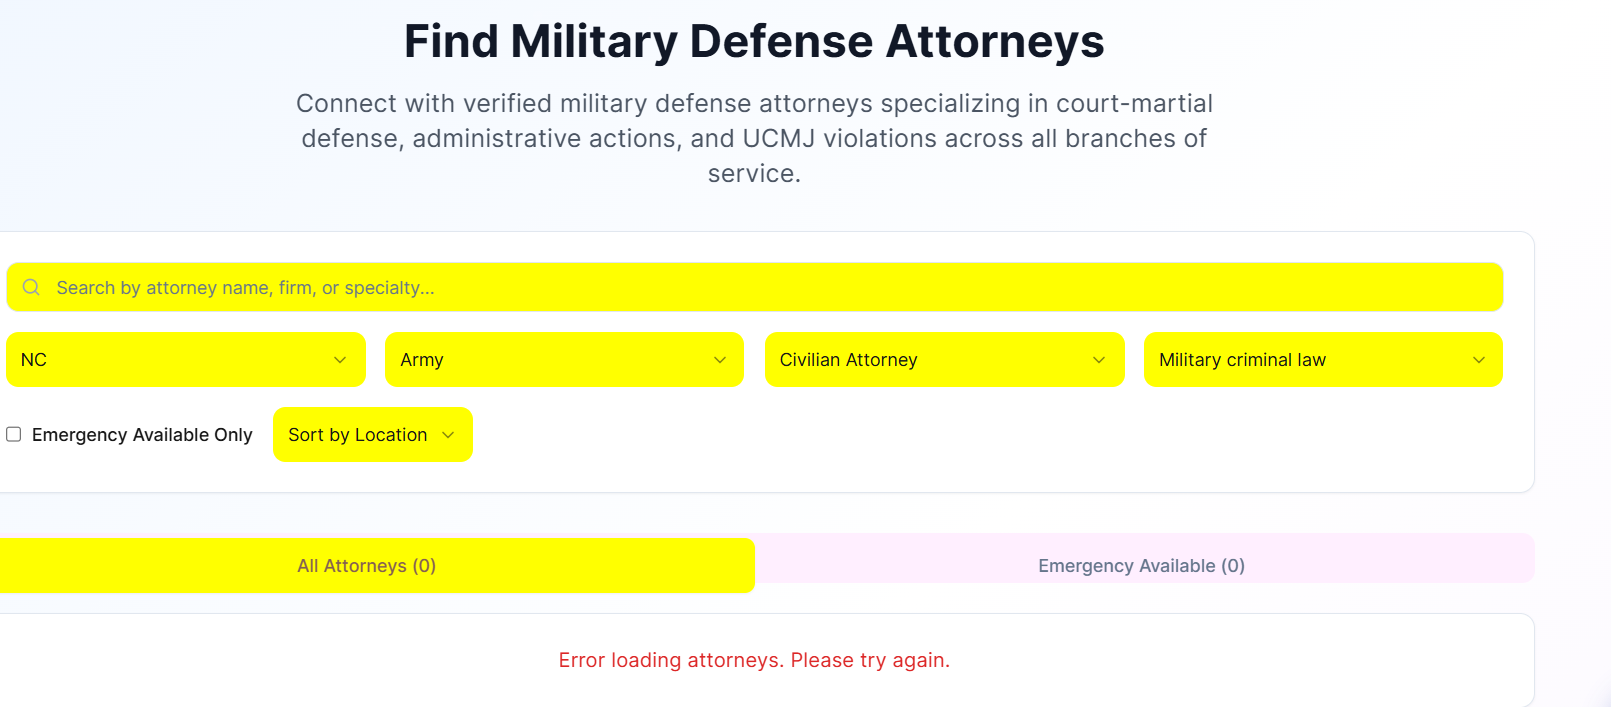 Find Military Defense Attorneys
Connect with verified military defense attorneys specializing in court-martial
defense, administrative actions, and UCMJ violations across all branches of
service.
Search by attorney name, firm, or specialty...
NC
Army
Civilian Attorney
Military criminal law
Emergency Available Only
Sort by Location
All Attorneys (0)
Emergency Available (0)
Error loading attorneys. Please try again.